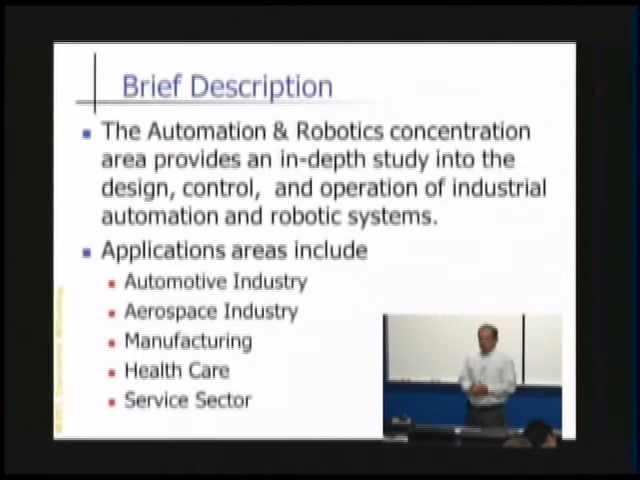 Brief Description
The Automation & Robotics concentration
area provides an in-depth study into the
design, control, and operation of industrial
automation and robotic systems.
Applications areas include
Automotive Industry
Aerospace Industry
Manufacturing
Health Care
Service Sector